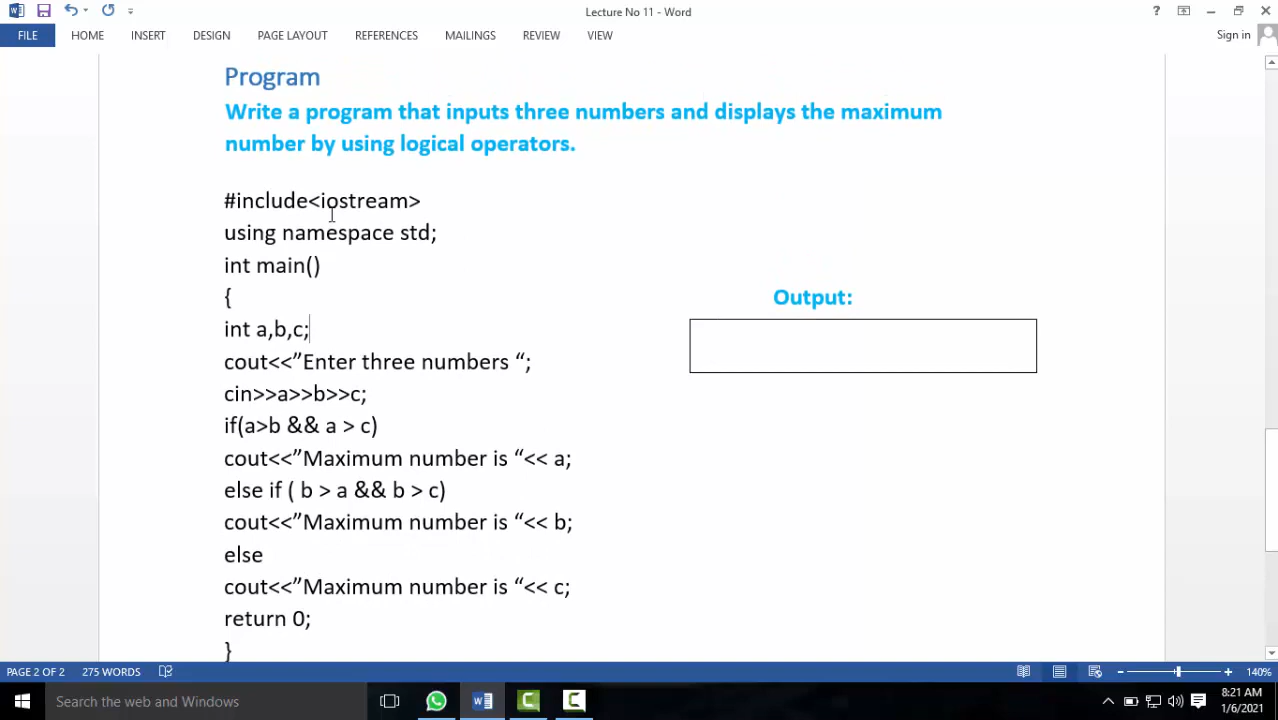 Lecture No 11 - Word
?
FILE HOME INSERT DESIGN PAGE LAYOUT REFERENCES MAILINGS REVIEW VIEW Sign in
Program
Write a program that inputs three numbers and displays the maximum
number by using logical operators.
#include<iostream>
using namespace std;
int main()
{
int a,b,c;
cout<<”Enter three numbers “;
cin>>a>>b>>c;
if(a>b && a > c)
cout<<”Maximum number is “<< a;
else if ( b > a && b > c)
cout<<”Maximum number is “<< b;
else
cout<<”Maximum number is “<< c;
return 0;
}
Output:
PAGE 2 OF 2 275 WORDS 140%
Search the web and Windows
8:21 AM
1/6/2021